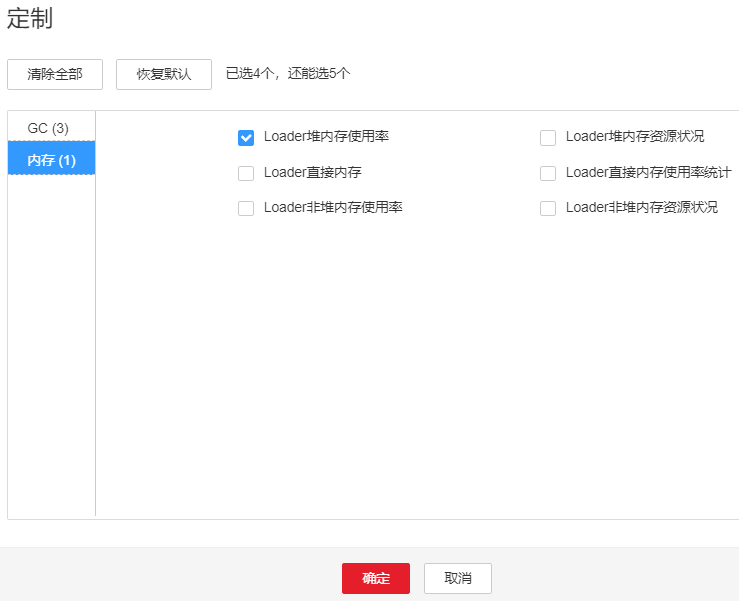 定制
清除全部 恢复默认 已选4个，还能选5个
GC (3)
内存 (1)
Loader堆内存使用率 Loader堆内存资源状况
Loader直接内存 Loader直接内存使用率统计
Loader非堆内存使用率 Loader非堆内存资源状况
确定 取消